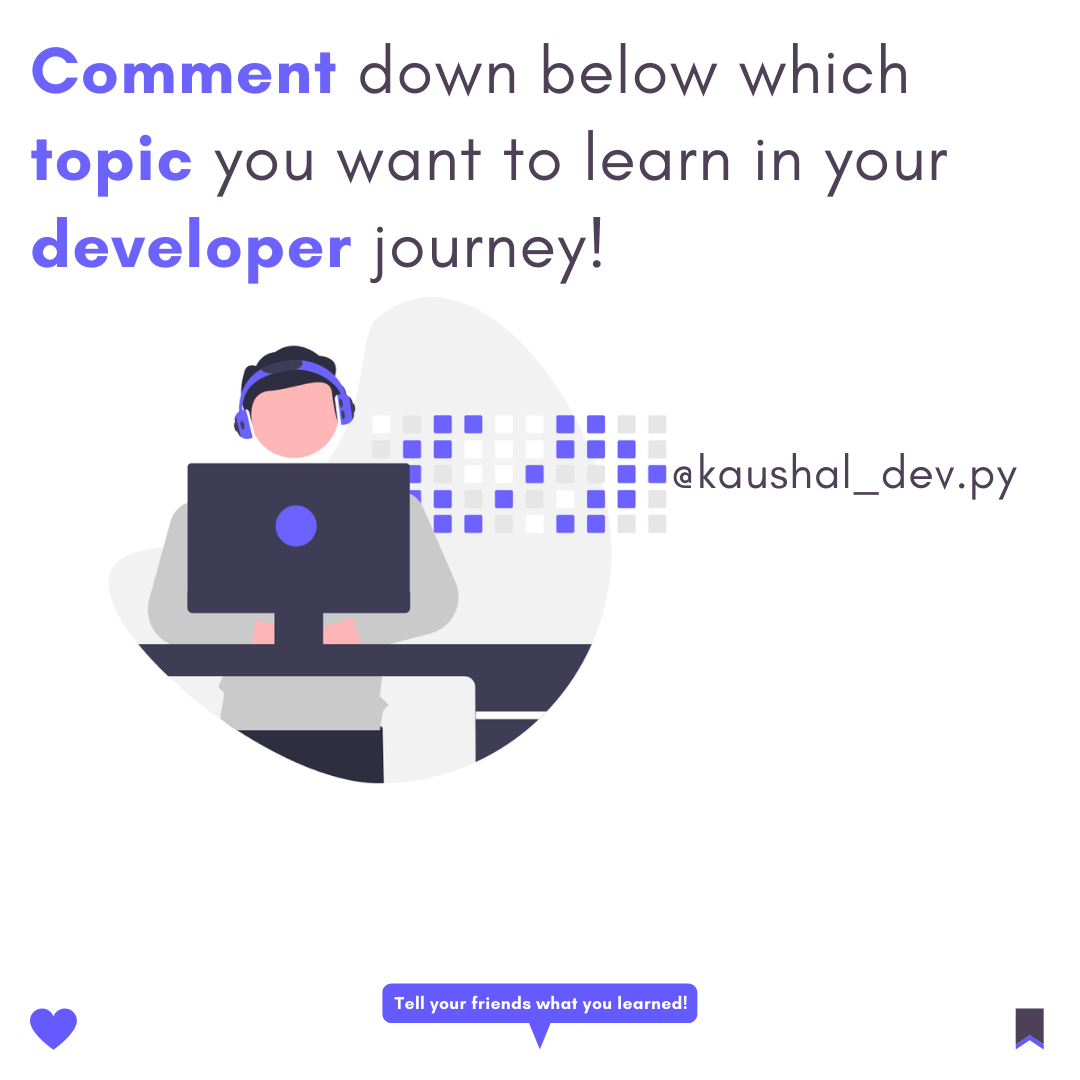 Comment down below which
topic you want to learn in your
developer journey!
@kaushal_dev.py
Tell your friends what you learned!